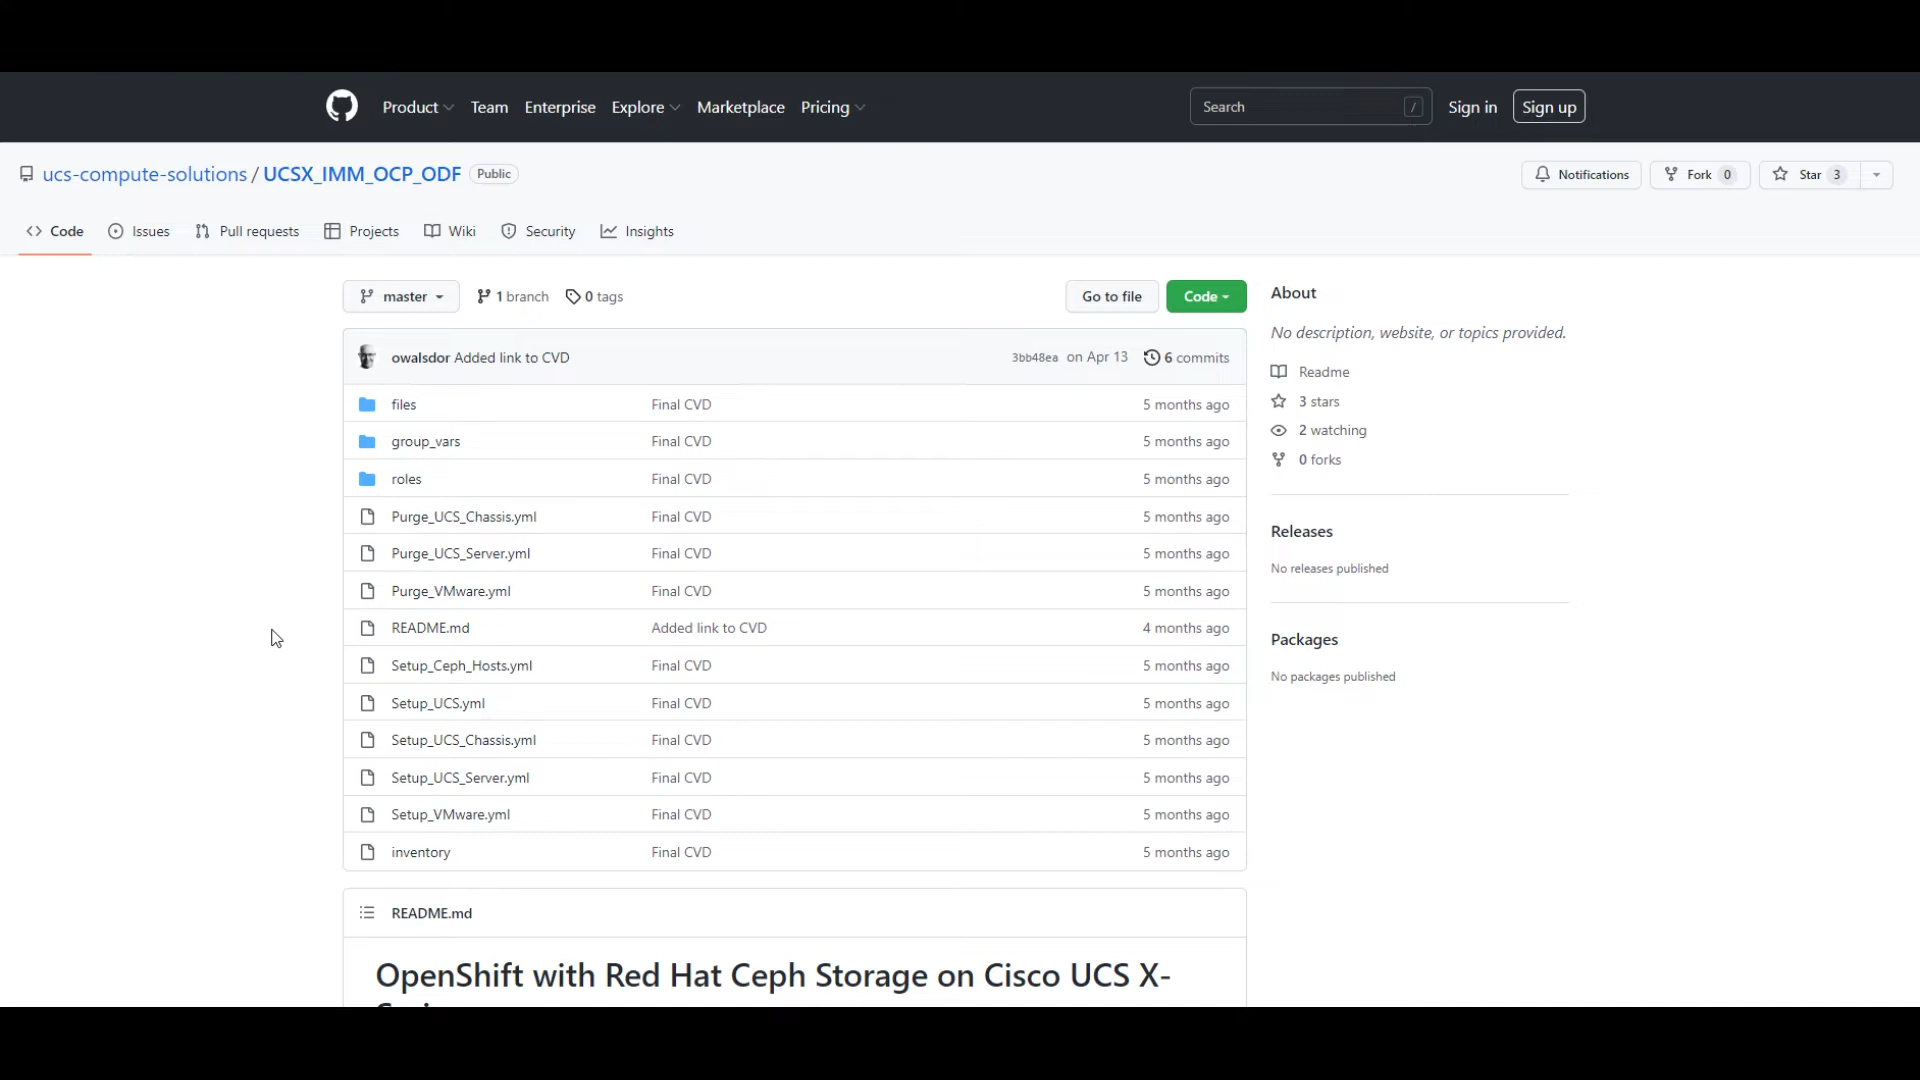 Product Team Enterprise Explore Marketplace Pricing Search / Sign in Sign up
ucs-compute-solutions / UCSX_IMM_OCP_ODF Public Notifications Fork 0 Star 3
Code Issues Pull requests Projects Wiki Security Insights
master 1 branch 0 tags Go to file Code
owalsdor Added link to CVD 3bb48ea on Apr 13 6 commits
files Final CVD 5 months ago
group_vars Final CVD 5 months ago
roles Final CVD 5 months ago
Purge_UCS_Chassis.yml Final CVD 5 months ago
Purge_UCS_Server.yml Final CVD 5 months ago
Purge_VMware.yml Final CVD 5 months ago
README.md Added link to CVD 4 months ago
Setup_Ceph_Hosts.yml Final CVD 5 months ago
Setup_UCS.yml Final CVD 5 months ago
Setup_UCS_Chassis.yml Final CVD 5 months ago
Setup_UCS_Server.yml Final CVD 5 months ago
Setup_VMware.yml Final CVD 5 months ago
inventory Final CVD 5 months ago
README.md
OpenShift with Red Hat Ceph Storage on Cisco UCS X-
About
No description, website, or topics provided.
Readme
3 stars
2 watching
0 forks
Releases
No releases published
Packages
No packages published